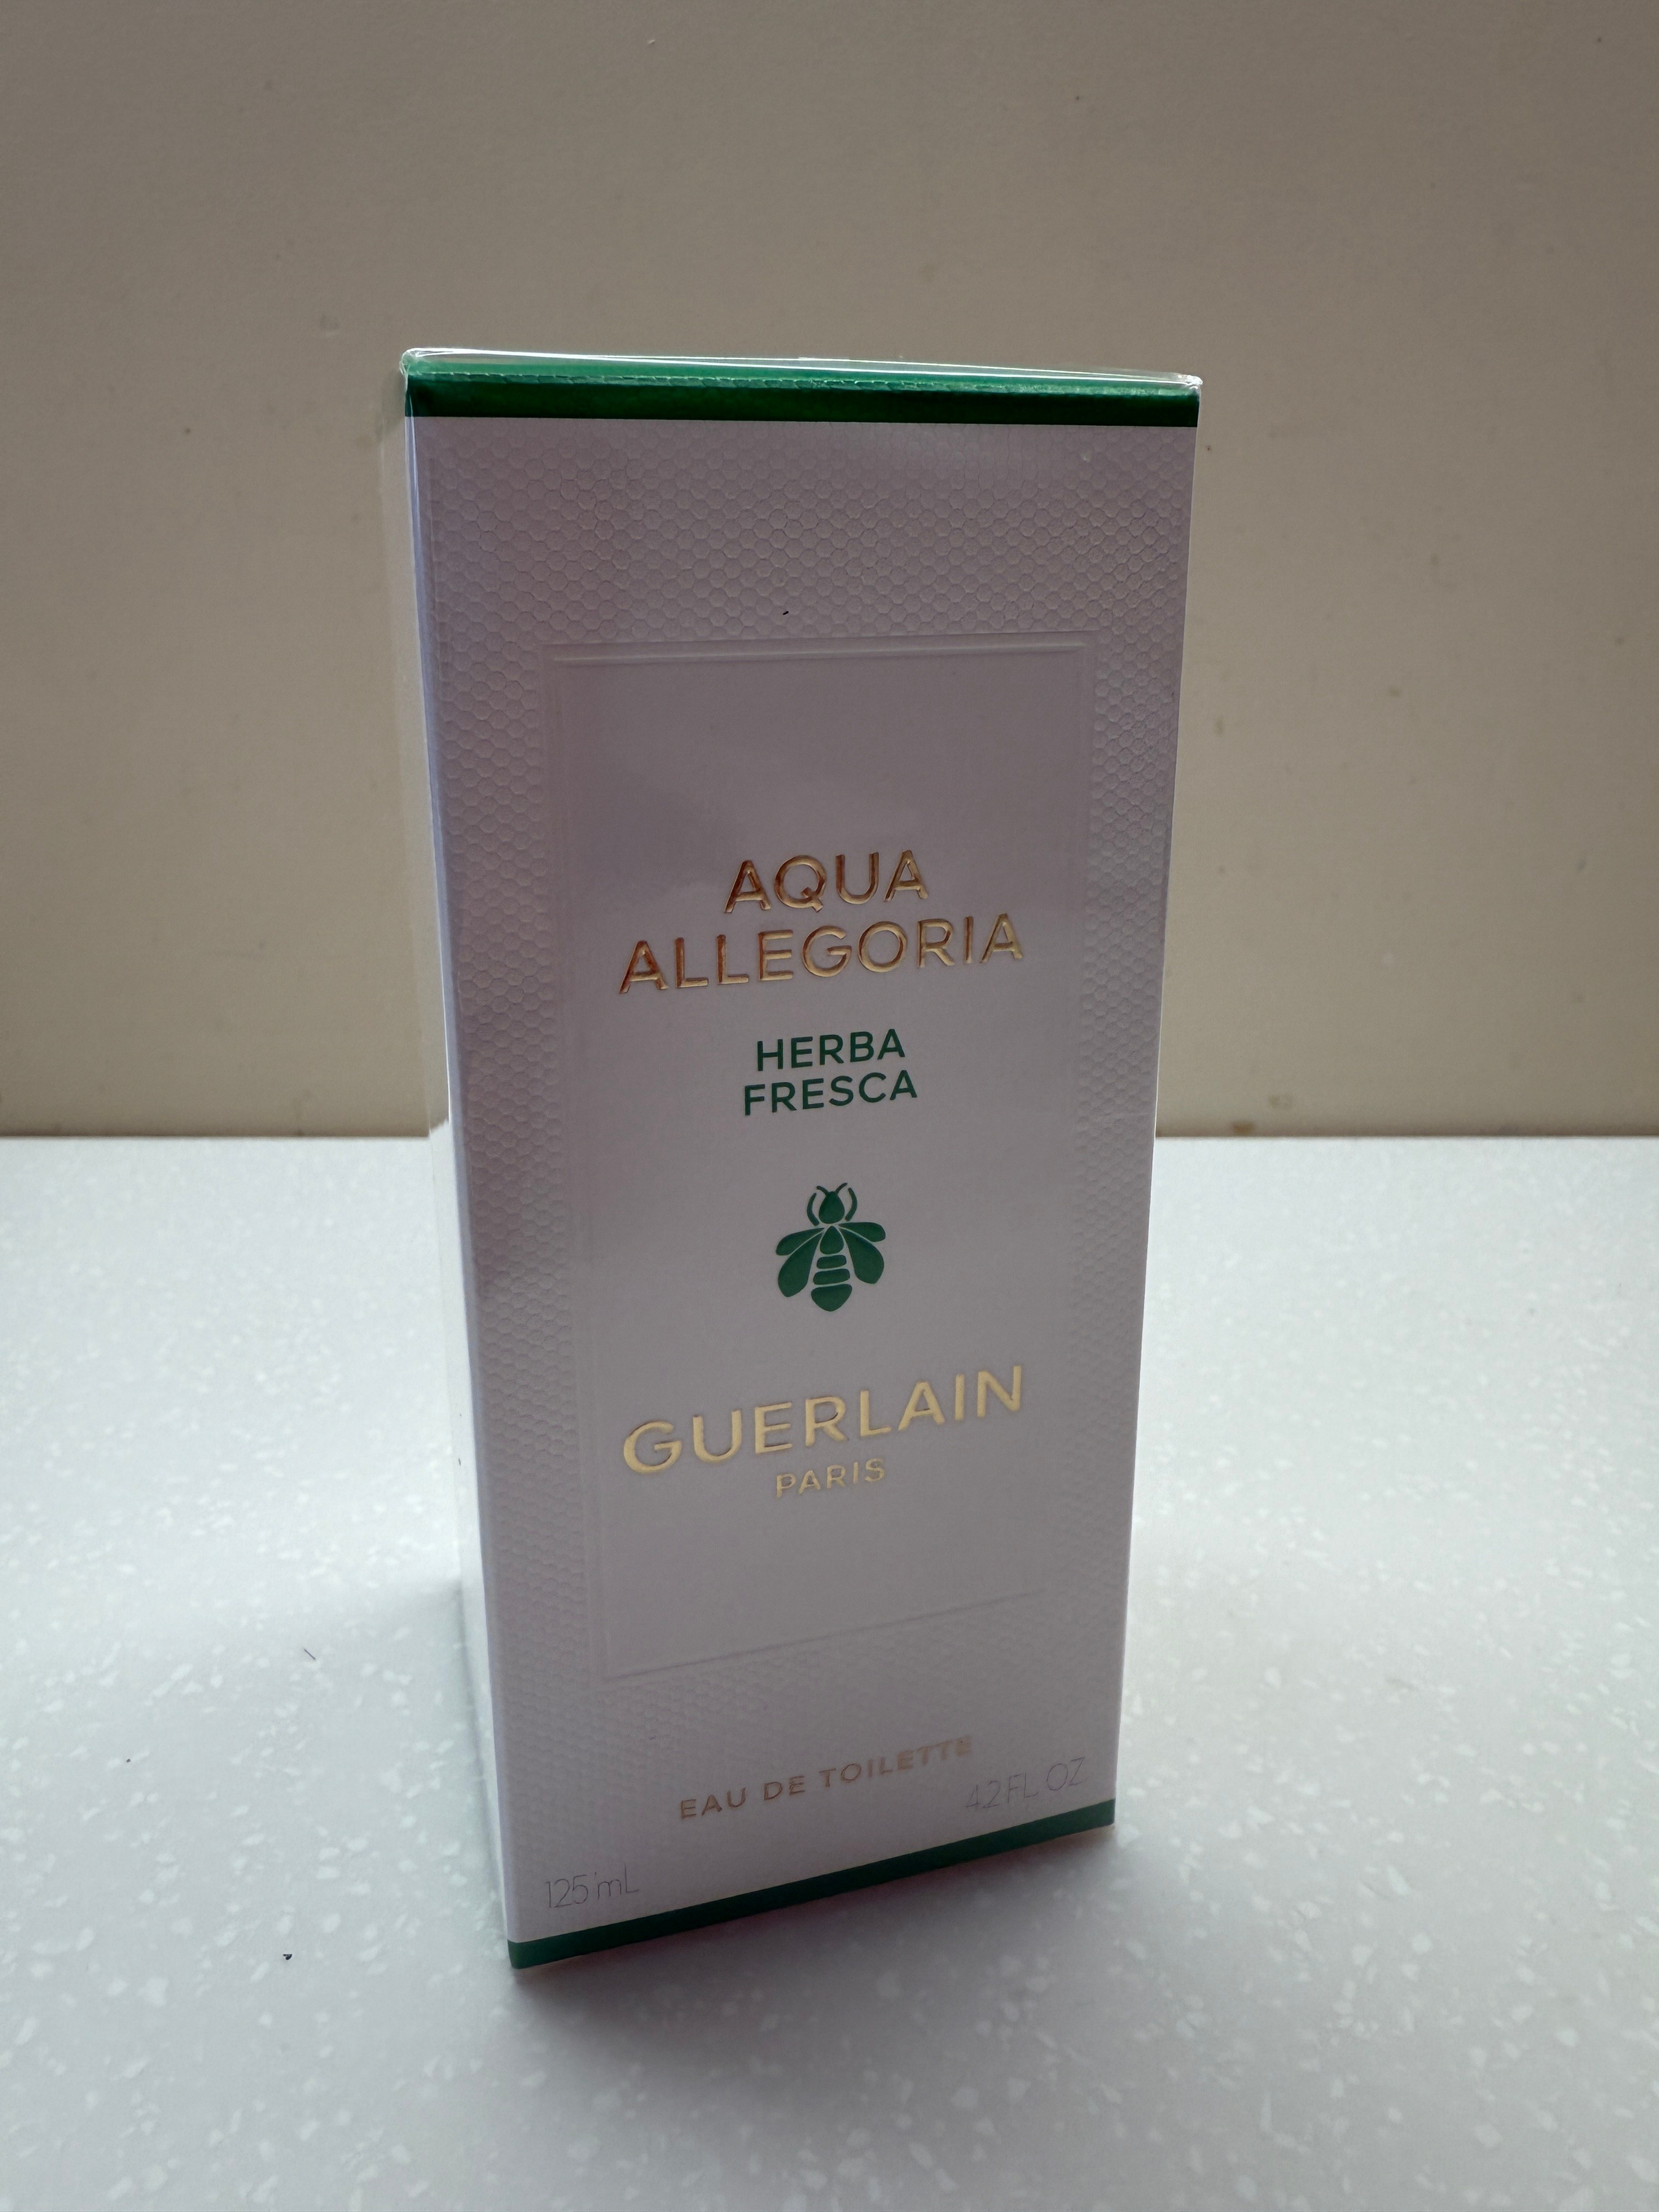 AQUA
ALLEGORIA
HERBA
FRESCA
GUERLAIN
PARIS
EAU DE TOILETTE
125 mL
4.2 FL. OZ